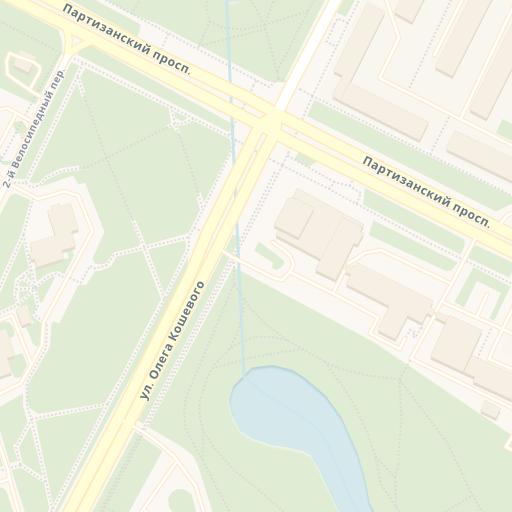 Партизанский просп.
2-й Велосипедный пер.
Партизанский просп.
ул. Олега Кошевого